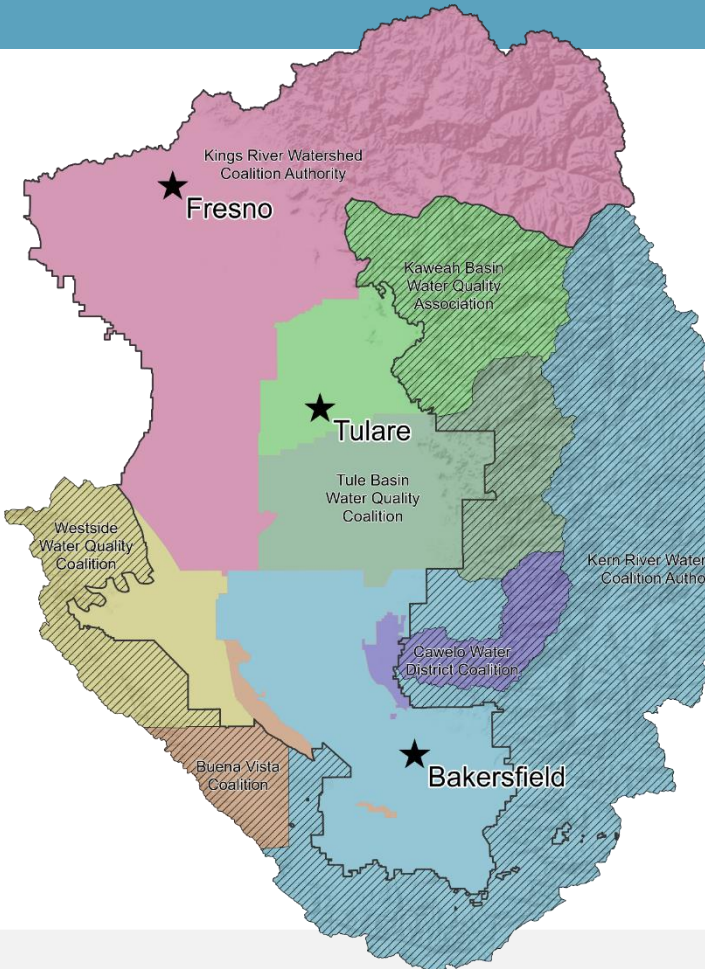 Kings River Watershed
Coalition Authority
Fresno
Kaweah Basin
Water Quality
Association
Tulare
Tule Basin
Water Quality
Coalition
Westside
Water Quality
Coalition
Kern River Water
Coalition Autho
Cawelo Water
District Coalition
Buena Vista
Coalition
Bakersfield